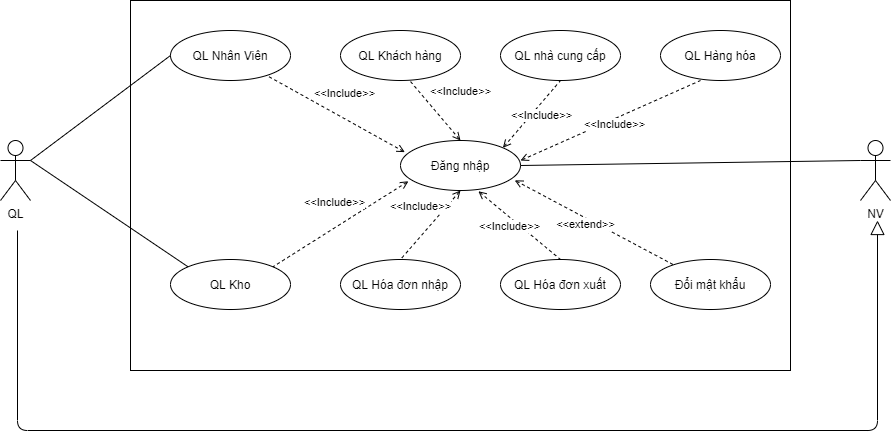 QL Nhân Viên
QL Khách hàng
QL nhà cung cấp
QL Hàng hóa
<<Include>>
<<Include>>
<<Include>>
<<Include>>
Đăng nhập
QL
NV
<<Include>>
<<Include>>
<<Include>>
<<extend>>
QL Kho
QL Hóa đơn nhập
QL Hóa đơn xuất
Đổi mật khẩu